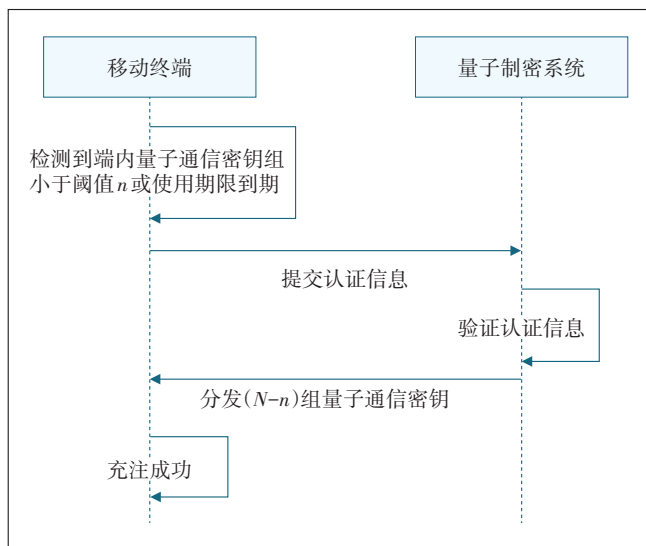 移动终端
量子制密系统
检测到端内量子通信密钥组
小于阈值n或使用期限到期
提交认证信息
验证认证信息
分发(N-n)组量子通信密钥
充注成功